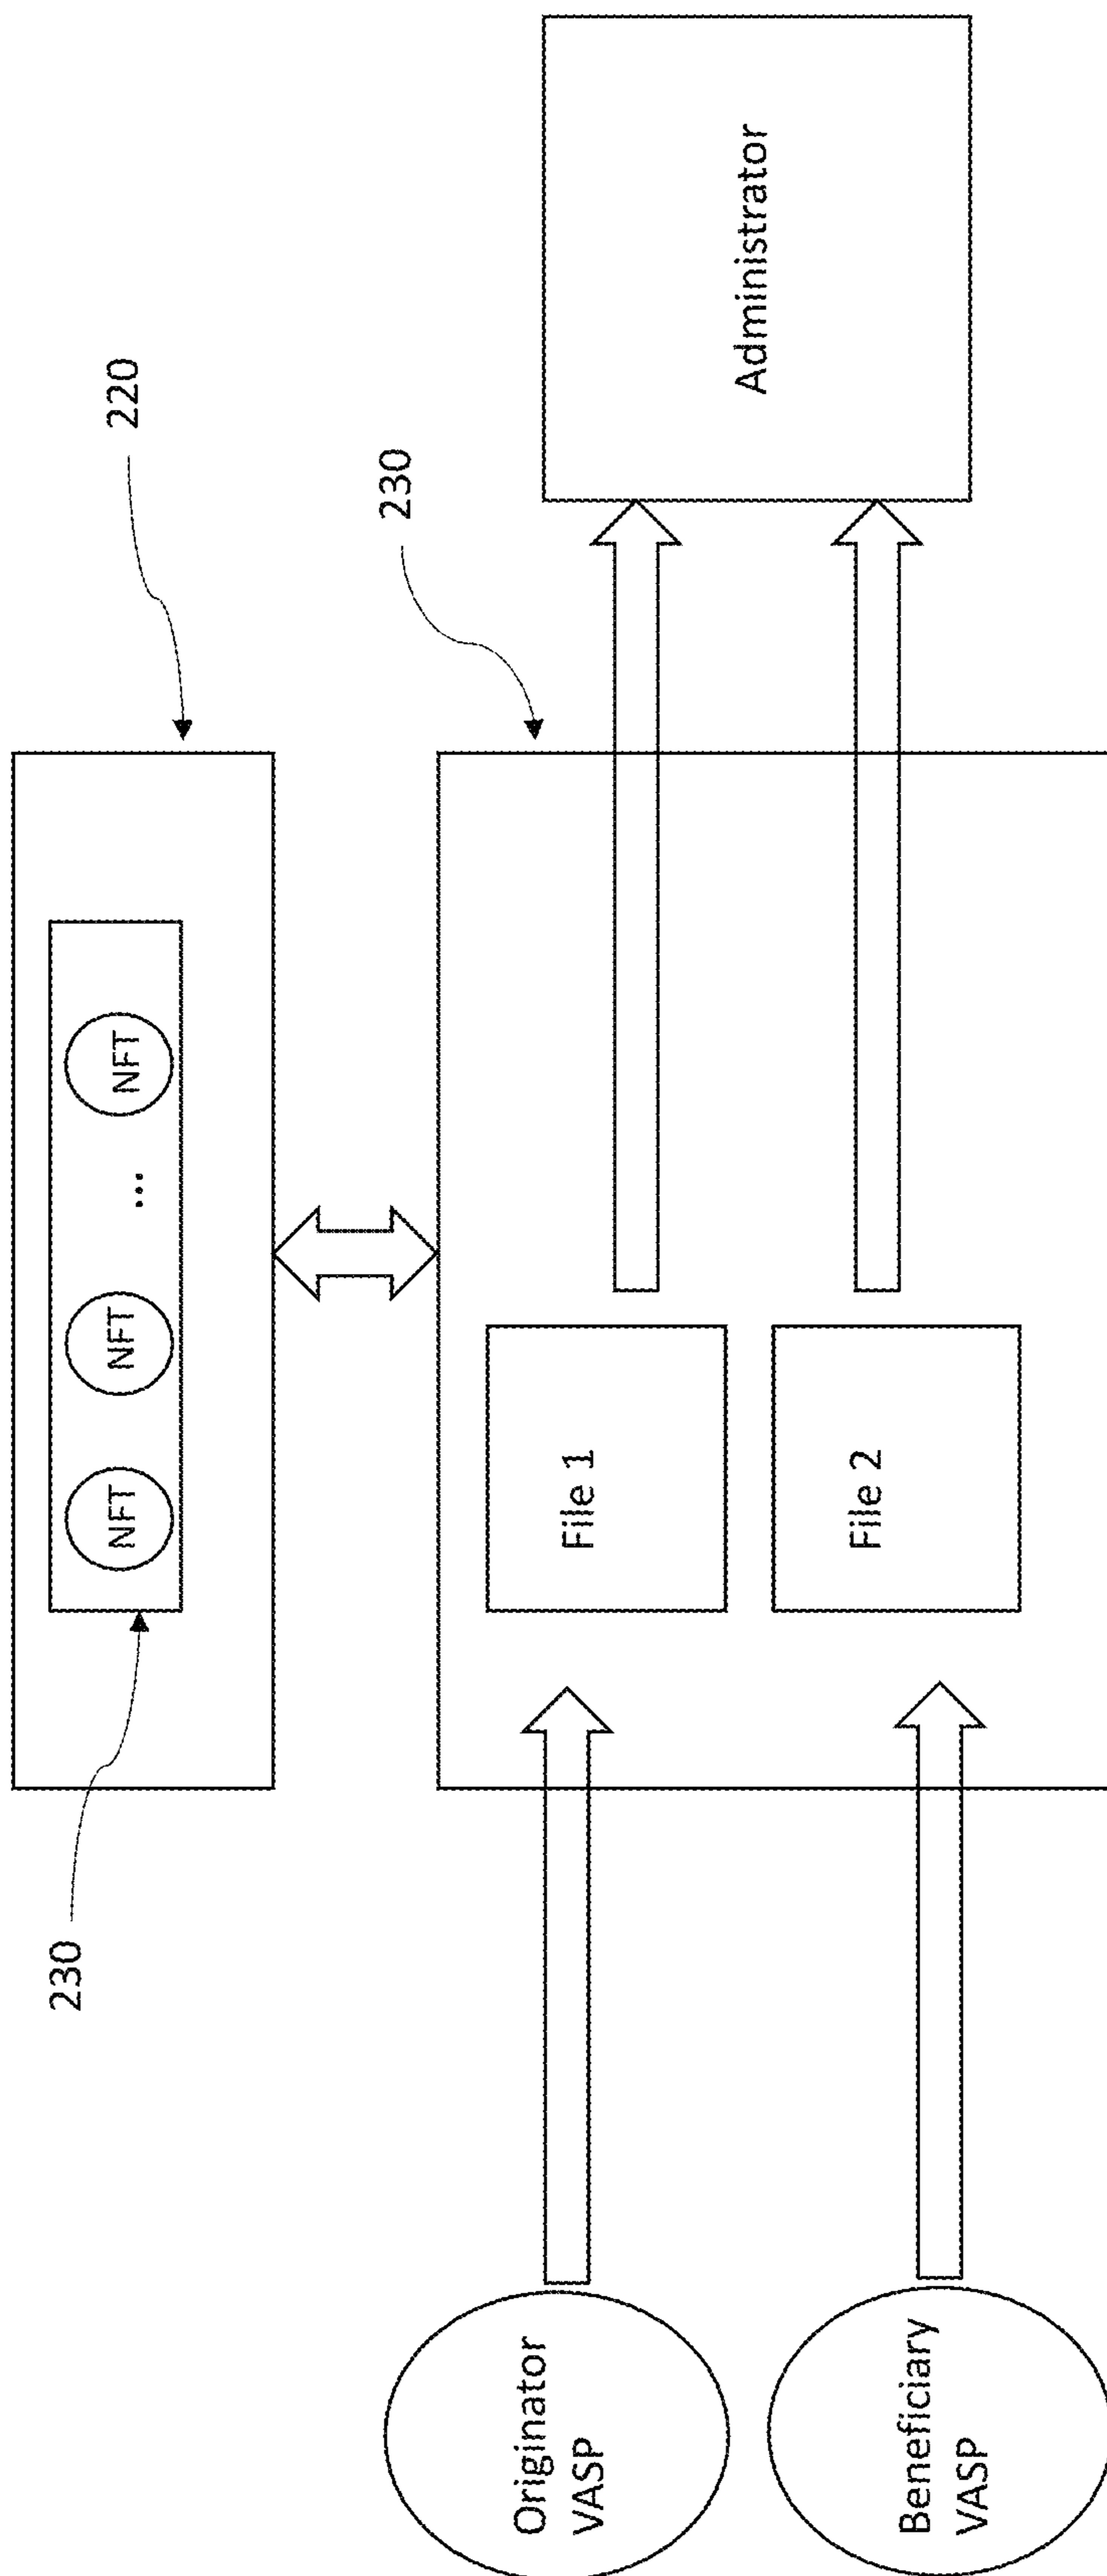 220
230
NFT
NFT
...
NFT
230
Administrator
File 1
File 2
Originator
VASP
Beneficiary
VASP